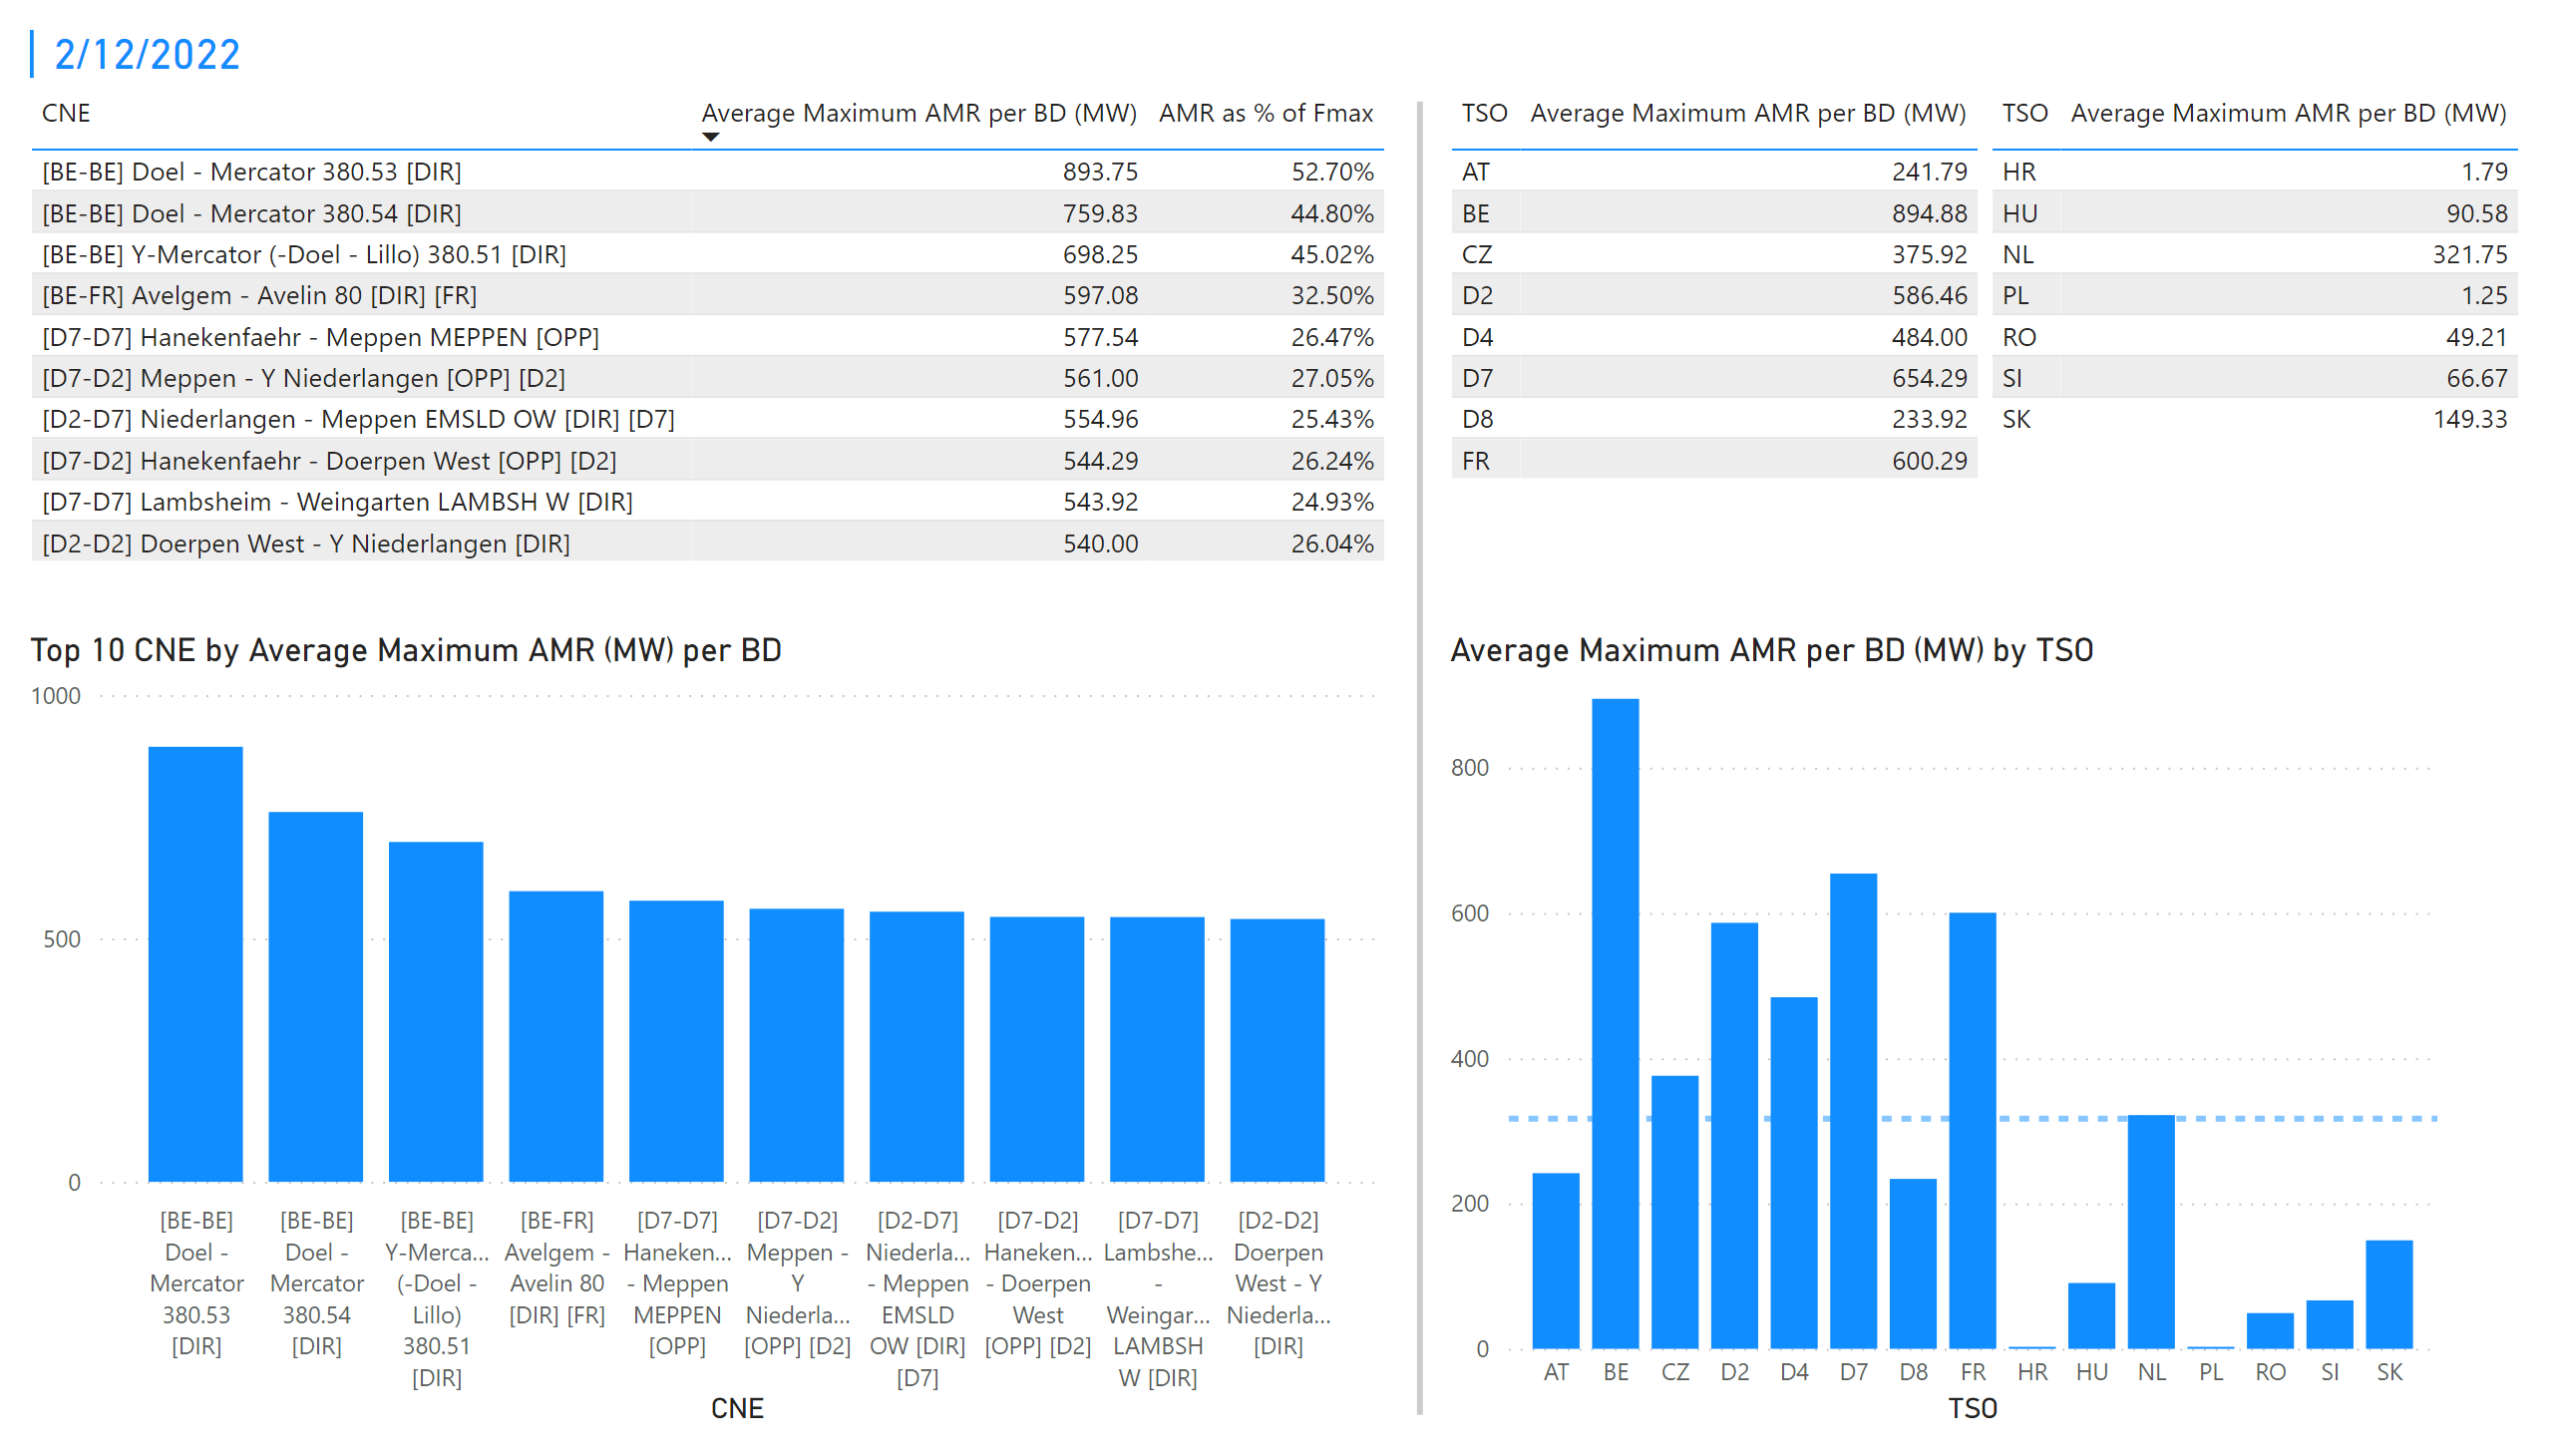 2/12/2022
CNE Average Maximum AMR per BD (MW) AMR as % of Fmax
[BE-BE] Doel - Mercator 380.53 [DIR] 893.75 52.70%
[BE-BE] Doel - Mercator 380.54 [DIR] 759.83 44.80%
[BE-BE] Y-Mercator (-Doel - Lillo) 380.51 [DIR] 698.25 45.02%
[BE-FR] Avelgem - Avelin 80 [DIR] [FR] 597.08 32.50%
[D7-D7] Hanekenfaehr - Meppen MEPPEN [OPP] 577.54 26.47%
[D7-D2] Meppen - Y Niederlangen [OPP] [D2] 561.00 27.05%
[D2-D7] Niederlangen - Meppen EMSLD OW [DIR] [D7] 554.96 25.43%
[D7-D2] Hanekenfaehr - Doerpen West [OPP] [D2] 544.29 26.24%
[D7-D7] Lambsheim - Weingarten LAMBSH W [DIR] 543.92 24.93%
[D2-D2] Doerpen West - Y Niederlangen [DIR] 540.00 26.04%
TSO Average Maximum AMR per BD (MW)
AT 241.79
BE 894.88
CZ 375.92
D2 586.46
D4 484.00
D7 654.29
D8 233.92
FR 600.29
TSO Average Maximum AMR per BD (MW)
HR 1.79
HU 90.58
NL 321.75
PL 1.25
RO 49.21
SI 66.67
SK 149.33
Top 10 CNE by Average Maximum AMR (MW) per BD
1000
500
0
[BE-BE]
Doel -
Mercator
380.53
[DIR]
[BE-BE]
Doel -
Mercator
380.54
[DIR]
[BE-BE]
Y-Merca...
(-Doel -
Lillo)
380.51
[DIR]
[BE-FR]
Avelgem -
Avelin 80
[DIR] [FR]
[D7-D7]
Haneken...
- Meppen
MEPPEN
[OPP]
[D7-D2]
Meppen -
Y
Niederla...
[OPP] [D2]
[D2-D7]
Niederla...
- Meppen
EMSLD
OW [DIR]
[D7]
[D7-D2]
Haneken...
- Doerpen
West
[OPP] [D2]
[D7-D7]
Lambshe...
-
Weingar...
LAMBSH
W [DIR]
[D2-D2]
Doerpen
West - Y
Niederla...
[DIR]
CNE
Average Maximum AMR per BD (MW) by TSO
800
600
400
200
0
AT BE CZ D2 D4 D7 D8 FR HR HU NL PL RO SI SK
TSO